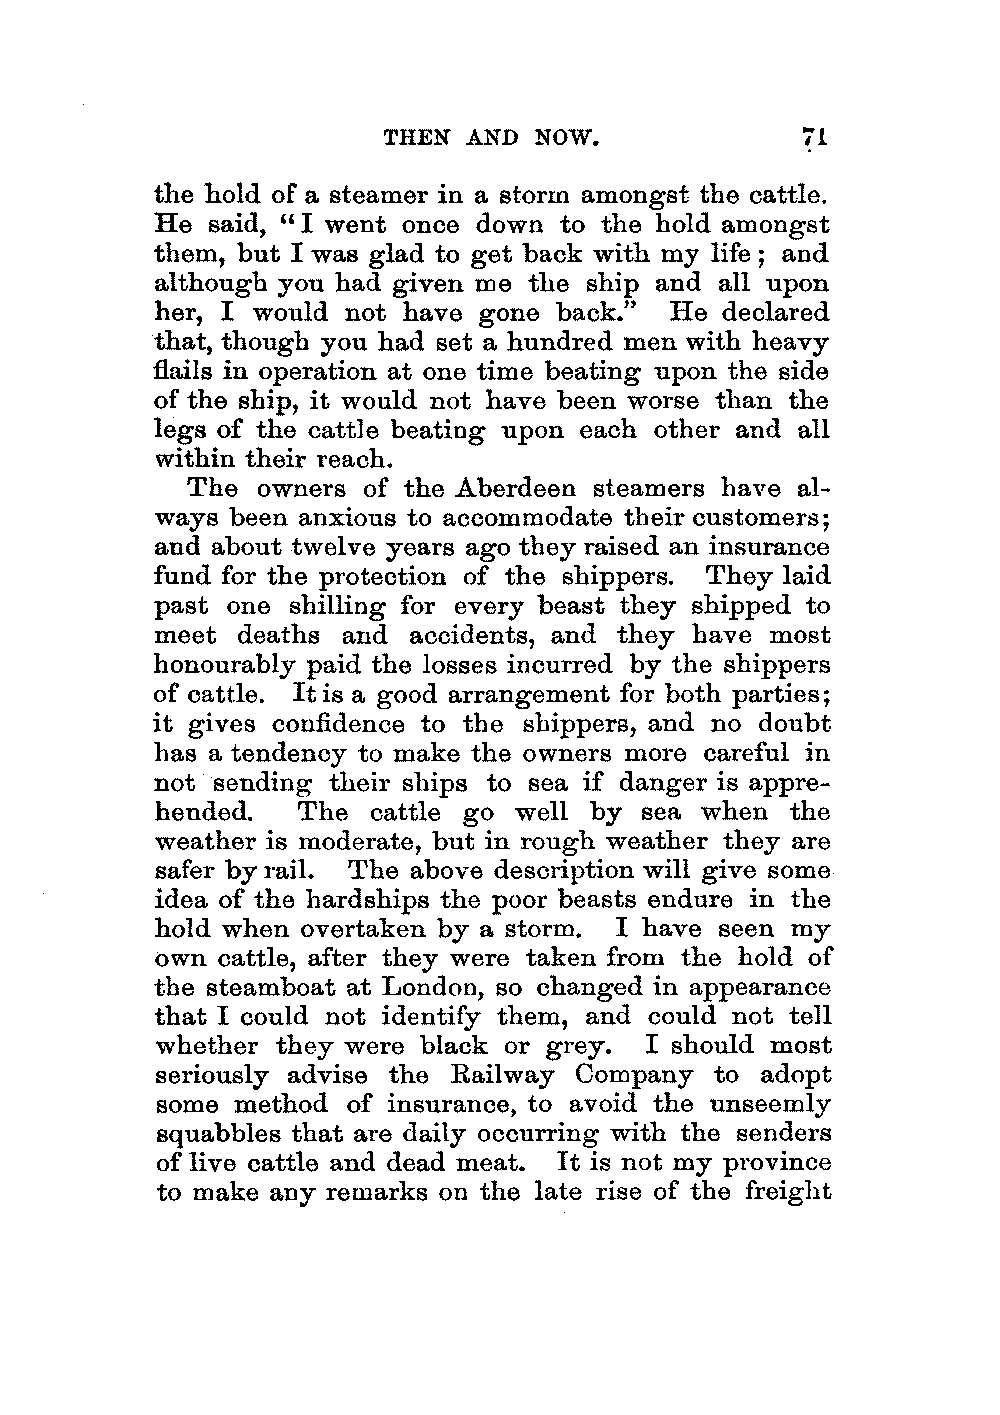 THEN AND NOW. 71
the hold of a steamer in a storm amongst the cattle.
He said, “I went once down to the hold amongst
them, but I was glad to get back with my life; and
although you had given me the ship and all upon
her, I would not have gone back.” He declared
that, though you had set a hundred men with heavy
flails in operation at one time beating upon the side
of the ship, it would not have been worse than the
legs of the cattle beating upon each other and all
within their reach.
The owners of the Aberdeen steamers have al-
ways been anxious to accommodate their customers;
and about twelve years ago they raised an insurance
fund for the protection of the shippers. They laid
past one shilling for every beast they shipped to
meet deaths and accidents, and they have most
honourably paid the losses incurred by the shippers
of cattle. It is a good arrangement for both parties;
it gives confidence to the shippers, and no doubt
has a tendency to make the owners more careful in
not sending their ships to sea if danger is appre-
hended. The cattle go well by sea when the
weather is moderate, but in rough weather they are
safer by rail. The above description will give some
idea of the hardships the poor beasts endure in the
hold when overtaken by a storm. I have seen my
own cattle, after they were taken from the hold of
the steamboat at London, so changed in appearance
that I could not identify them, and could not tell
whether they were black or grey. I should most
seriously advise the Railway Company to adopt
some method of insurance, to avoid the unseemly
squabbles that are daily occurring with the senders
of live cattle and dead meat. It is not my province
to make any remarks on the late rise of the freight